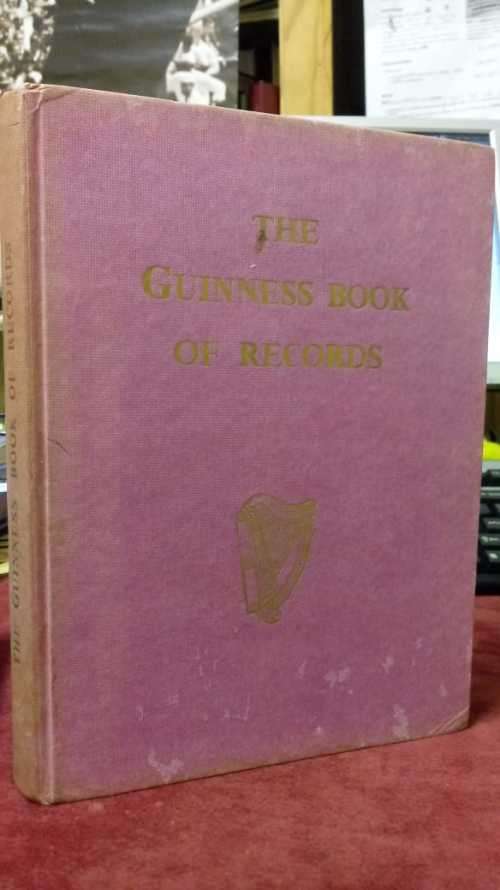 THE
GUINNESS BOOK
OF RECORDS
THE GUINNESS BOOK OF RECORDS